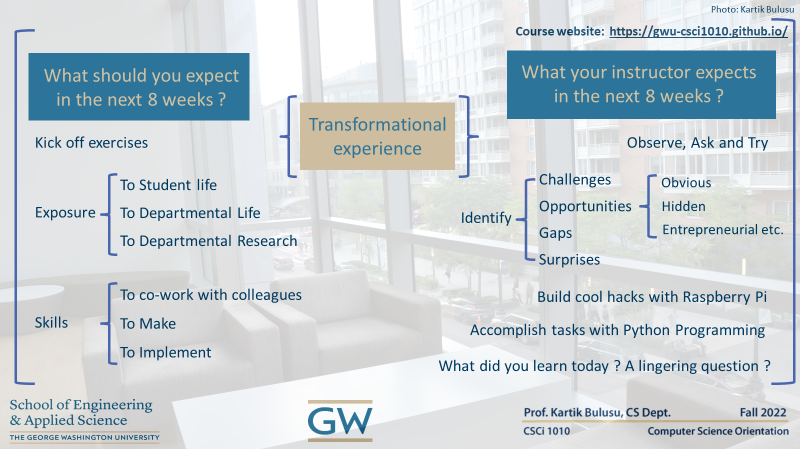 Photo: Kartik Bulusu
Course website: https://gwu-csci1010.github.io/
What should you expect
in the next 8 weeks ?
Kick off exercises
Exposure
To Student life
To Departmental Life
To Departmental Research
Skills
To co-work with colleagues
To Make
To Implement
Transformational
experience
What your instructor expects
in the next 8 weeks ?
Observe, Ask and Try
Identify
Challenges
Opportunities
Gaps
Surprises
Obvious
Hidden
Entrepreneurial etc.
Build cool hacks with Raspberry Pi
Accomplish tasks with Python Programming
What did you learn today ? A lingering question ?
School of Engineering
& Applied Science
THE GEORGE WASHINGTON UNIVERSITY
GW
Prof. Kartik Bulusu, CS Dept. Fall 2022
CSCi 1010 Computer Science Orientation